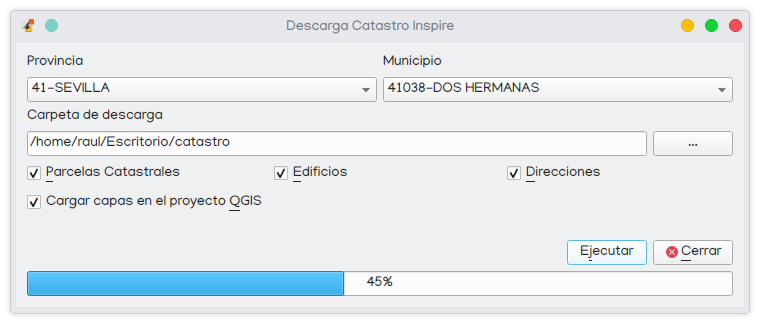 Descarga Catastro Inspire
Provincia Municipio
41-SEVILLA 41038-DOS HERMANAS
Carpeta de descarga
/home/raul/Escritorio/catastro ...
Parcelas Catastrales Edificios Direcciones
Cargar capas en el proyecto QGIS
Ejecutar Cerrar
45%